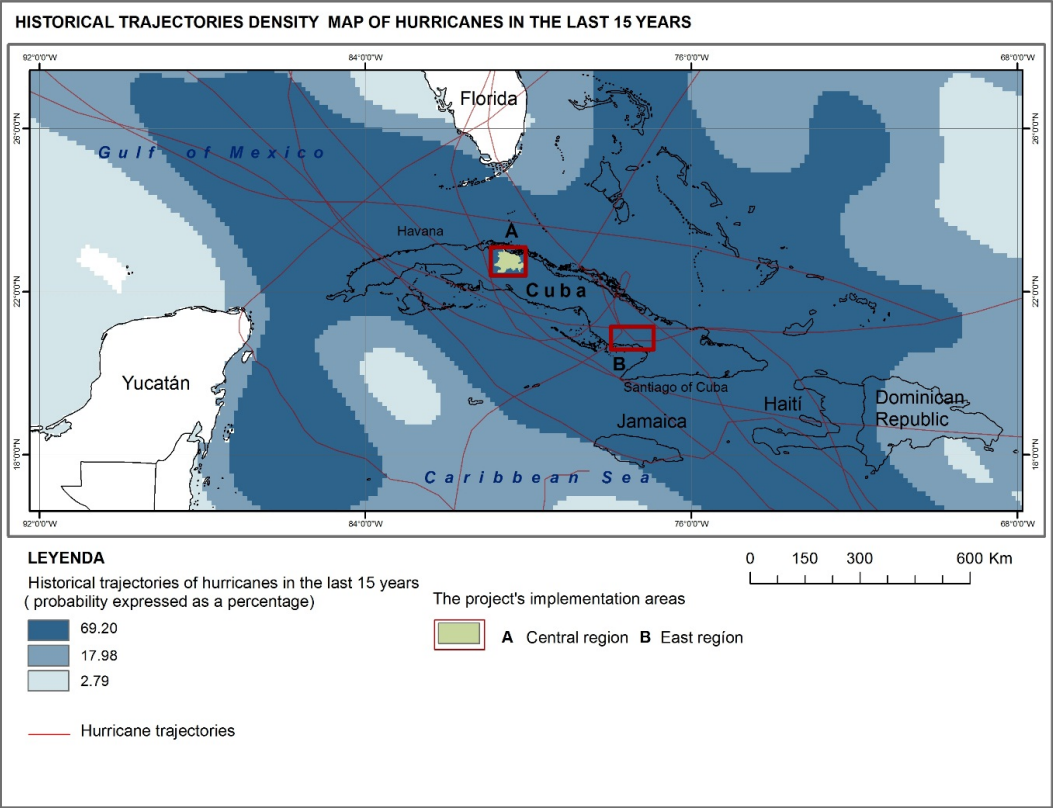 HISTORICAL TRAJECTORIES DENSITY MAP OF HURRICANES IN THE LAST 15 YEARS
92°0'0"W 84°0'0"W 76°0'0"W 68°0'0"W
Florida
26°0'0"N 26°0'0"N
Gulf of Mexico
Havana
A
Cuba
22°0'0"N 22°0'0"N
B
Yucatán
Santiago of Cuba
Haití
Dominican
Republic
Jamaica
18°0'0"N 18°0'0"N
Caribbean Sea
92°0'0"W 84°0'0"W 76°0'0"W 68°0'0"W
LEYENDA
Historical trajectories of hurricanes in the last 15 years
( probability expressed as a percentage)
69.20
17.98
2.79
Hurricane trajectories
The project's implementation areas
A Central region B East regíon
0 150 300 600 Km